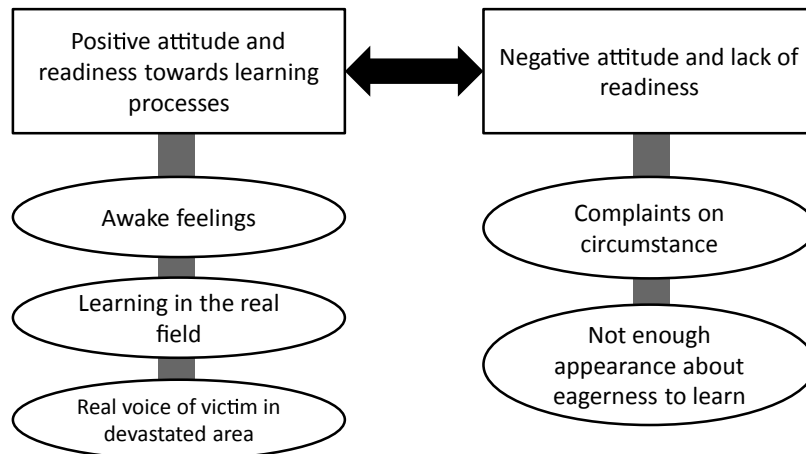 Positive attitude and
readiness towards learning
processes
Negative attitude and lack of
readiness
Awake feelings
Learning in the real
field
Real voice of victim in
devastated area
Complaints on
circumstance
Not enough
appearance about
eagerness to learn